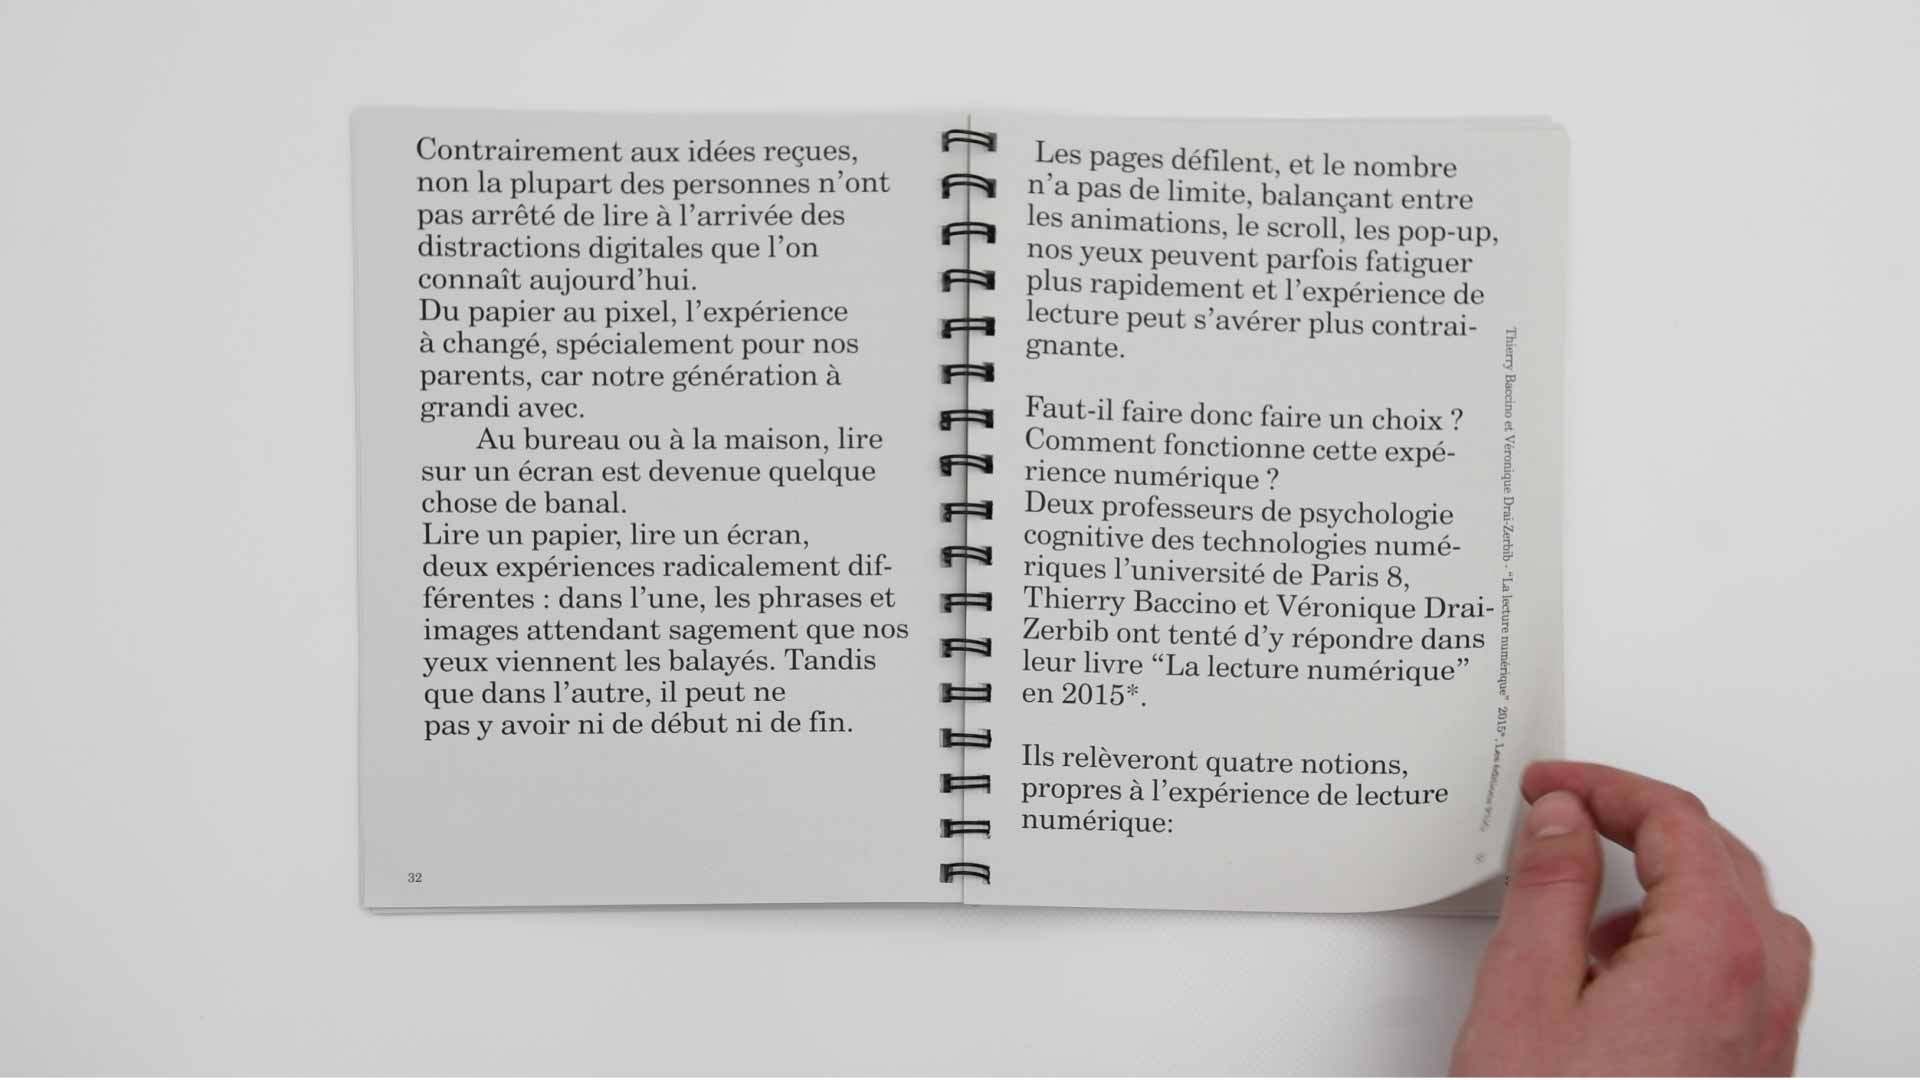 Contrairement aux idées reçues,
non la plupart des personnes n’ont
pas arrêté de lire à l’arrivée des
distractions digitales que l’on
connaît aujourd’hui.
Du papier au pixel, l’expérience
à changé, spécialement pour nos
parents, car notre génération à
grandi avec.
Au bureau ou à la maison, lire
sur un écran est devenue quelque
chose de banal.
Lire un papier, lire un écran,
deux expériences radicalement dif-
férentes : dans l’une, les phrases et
images attendant sagement que nos
yeux viennent les balayés. Tandis
que dans l’autre, il peut ne
pas y avoir ni de début ni de fin.
32
Les pages défilent, et le nombre
n’a pas de limite, balançant entre
les animations, le scroll, les pop-up,
nos yeux peuvent parfois fatiguer
plus rapidement et l’expérience de
lecture peut s’avérer plus contrai-
gnante.
Faut-il faire donc faire un choix ?
Comment fonctionne cette expé-
rience numérique ?
Deux professeurs de psychologie
cognitive des technologies numé-
riques l’université de Paris 8,
Thierry Baccino et Véronique Drai-
Zerbib ont tenté d’y répondre dans
leur livre “La lecture numérique”
en 2015*.
Ils relèveront quatre notions,
propres à l’expérience de lecture
numérique:
Thierry Baccino et Véronique Drai-Zerbib - “La lecture numérique” 2015*, Les